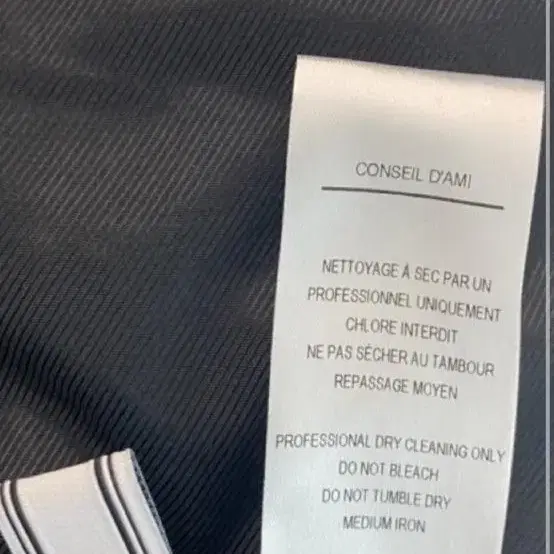 CONSEIL D'AMI
NETTOYAGE À SEC PAR UN
PROFESSIONNEL UNIQUEMENT
CHLORE INTERDIT
NE PAS SÉCHER AU TAMBOUR
REPASSAGE MOYEN
PROFESSIONAL DRY CLEANING ONLY
DO NOT BLEACH
DO NOT TUMBLE DRY
MEDIUM IRON